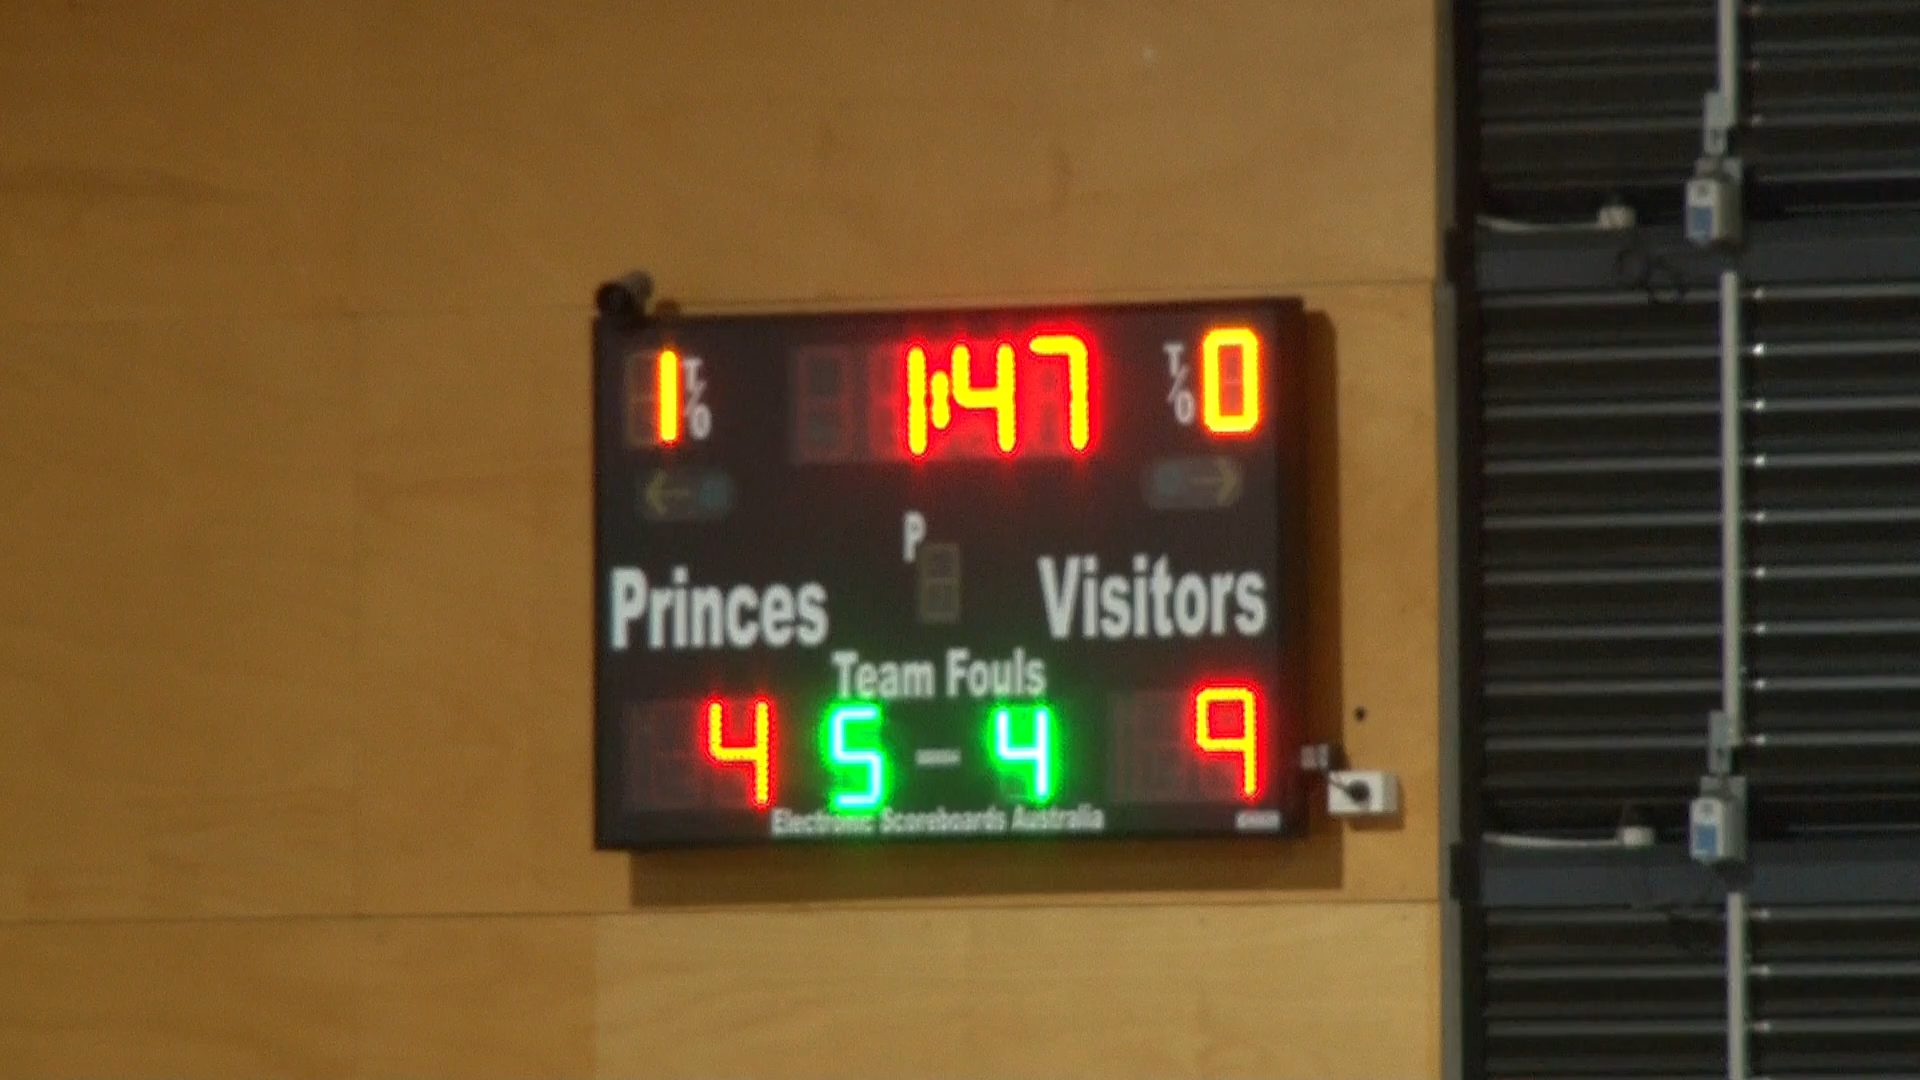 1 T/O 1:47 T/O 0
P
Princes Visitors
Team Fouls
4 5 - 4 9
Electronic Scoreboards Australia